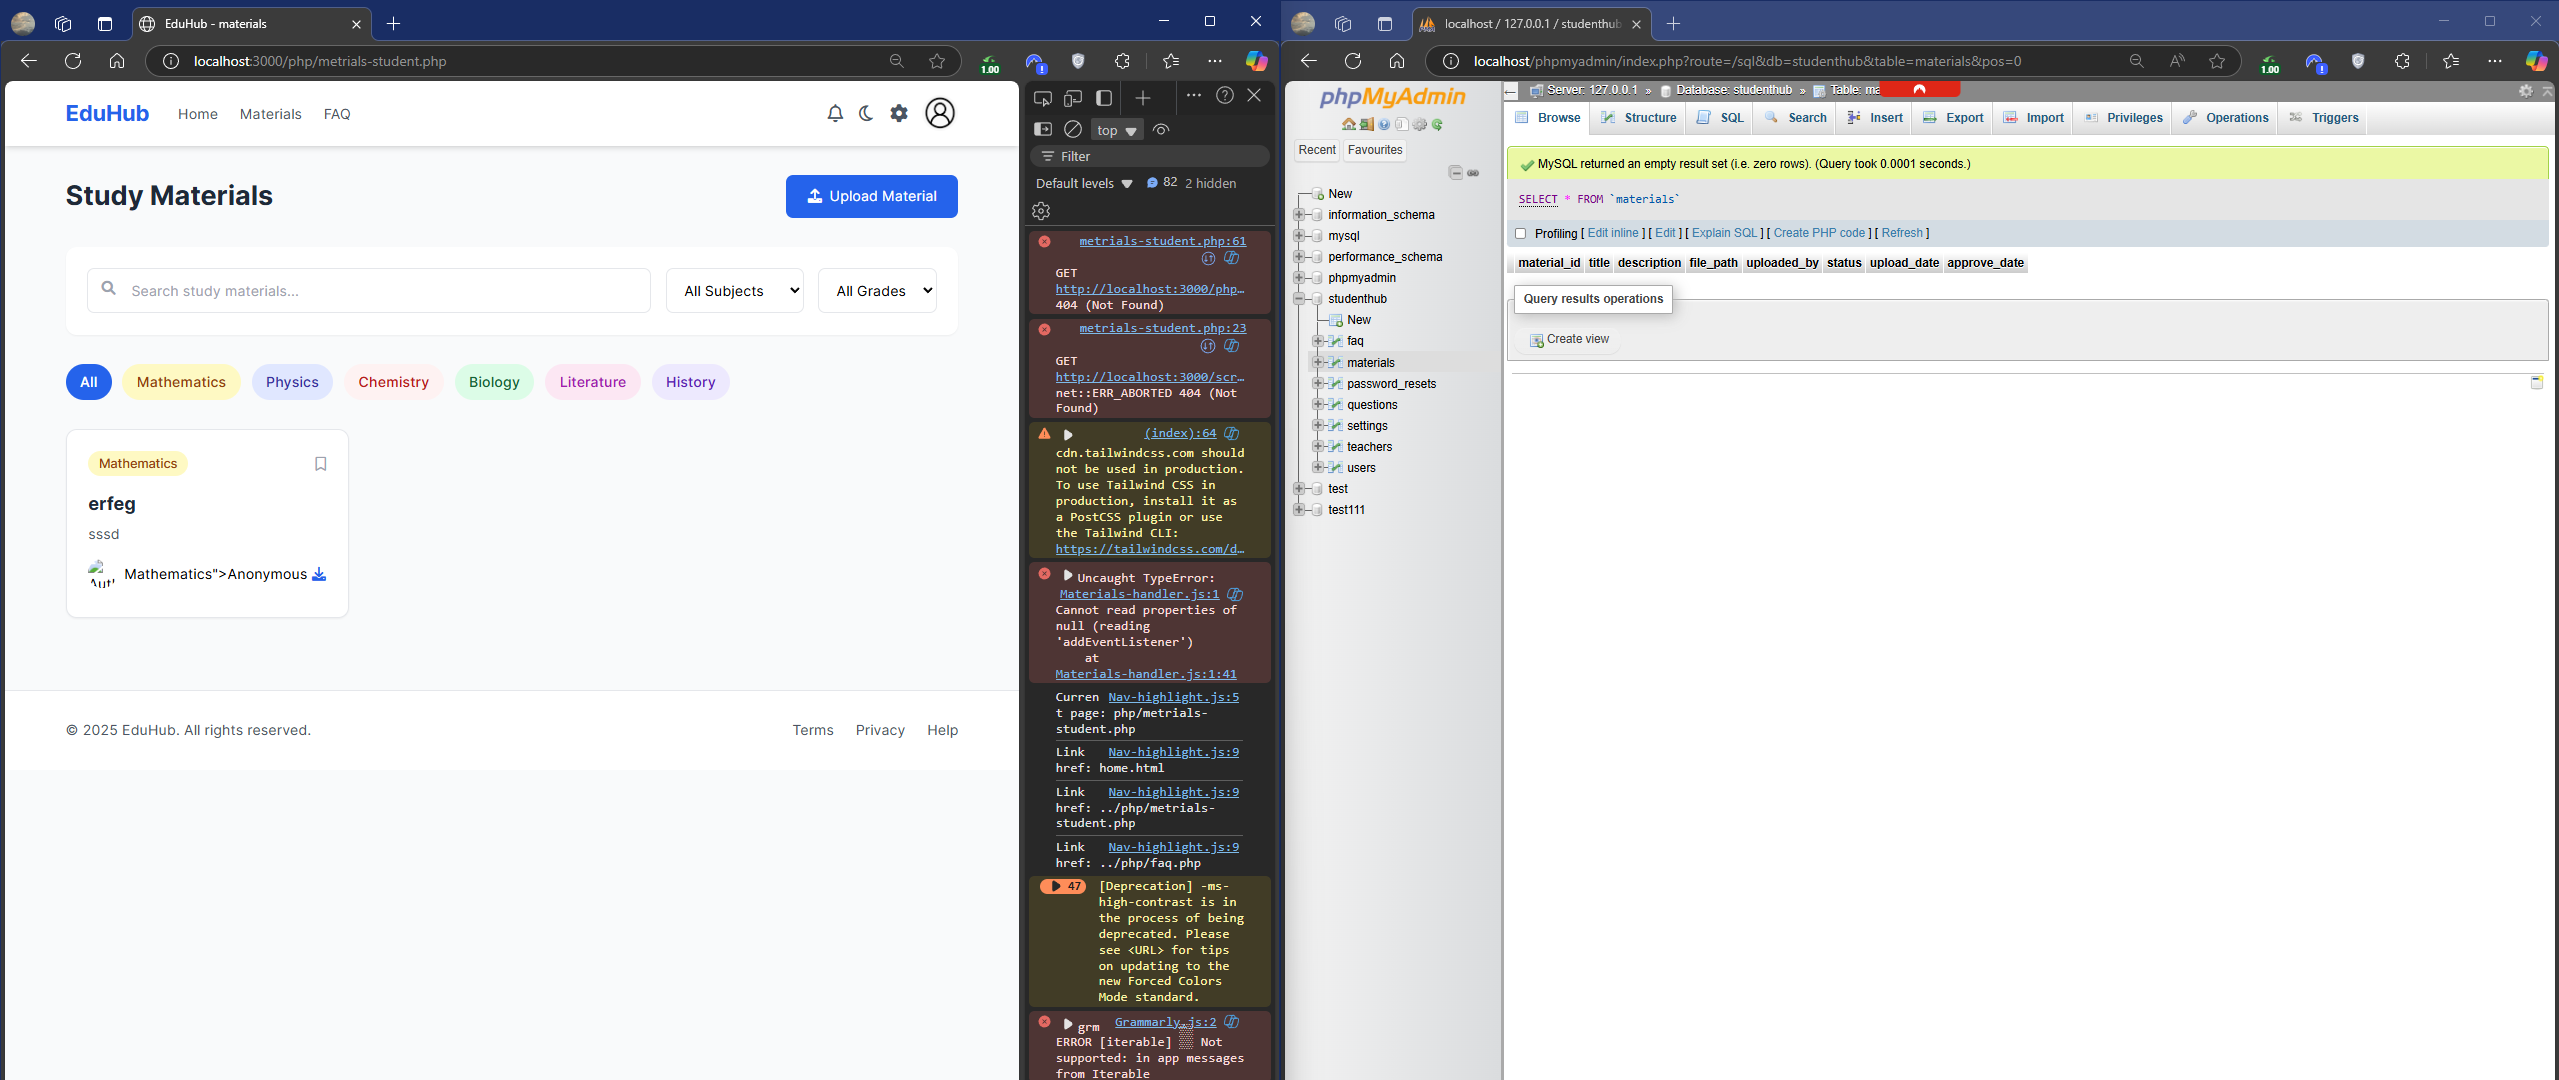 EduHub - materials
localhost:3000/php/metrials-student.php
1.00
EduHub
Home
Materials
FAQ
Study Materials
Upload Material
Search study materials...
All Subjects
All Grades
All
Mathematics
Physics
Chemistry
Biology
Literature
History
Mathematics
erfeg
sssd
Mathematics">Anonymous
© 2025 EduHub. All rights reserved.
Terms
Privacy
Help
top
Filter
Default levels
82
2 hidden
metrials-student.php:61
GET
http://localhost:3000/php…
404 (Not Found)
metrials-student.php:23
GET
http://localhost:3000/scr…
net::ERR_ABORTED 404 (Not
Found)
(index):64
cdn.tailwindcss.com should
not be used in production.
To use Tailwind CSS in
production, install it as
a PostCSS plugin or use
the Tailwind CLI:
https://tailwindcss.com/d…
Uncaught TypeError:
Materials-handler.js:1
Cannot read properties of
null (reading
'addEventListener')
at
Materials-handler.js:1:41
Curren Nav-highlight.js:5
t page: php/metrials-
student.php
Link Nav-highlight.js:9
href: home.html
Link Nav-highlight.js:9
href: ../php/metrials-
student.php
Link Nav-highlight.js:9
href: ../php/faq.php
47
[Deprecation] -ms-
high-contrast is in
the process of being
deprecated. Please
see <URL> for tips
on updating to the
new Forced Colors
Mode standard.
grm Grammarly.js:2
ERROR [iterable] Not
supported: in app messages
from Iterable
localhost / 127.0.0.1 / studenthub
localhost/phpmyadmin/index.php?route=/sql&db=studenthub&table=materials&pos=0
1.00
phpMyAdmin
Recent
Favourites
New
information_schema
mysql
performance_schema
phpmyadmin
studenthub
New
faq
materials
password_resets
questions
settings
teachers
users
test
test111
Server: 127.0.0.1 » Database: studenthub » Table: ma
Browse
Structure
SQL
Search
Insert
Export
Import
Privileges
Operations
Triggers
MySQL returned an empty result set (i.e. zero rows). (Query took 0.0001 seconds.)
SELECT * FROM `materials`
Profiling [ Edit inline ] [ Edit ] [ Explain SQL ] [ Create PHP code ] [ Refresh ]
material_id title description file_path uploaded_by status upload_date approve_date
Query results operations
Create view